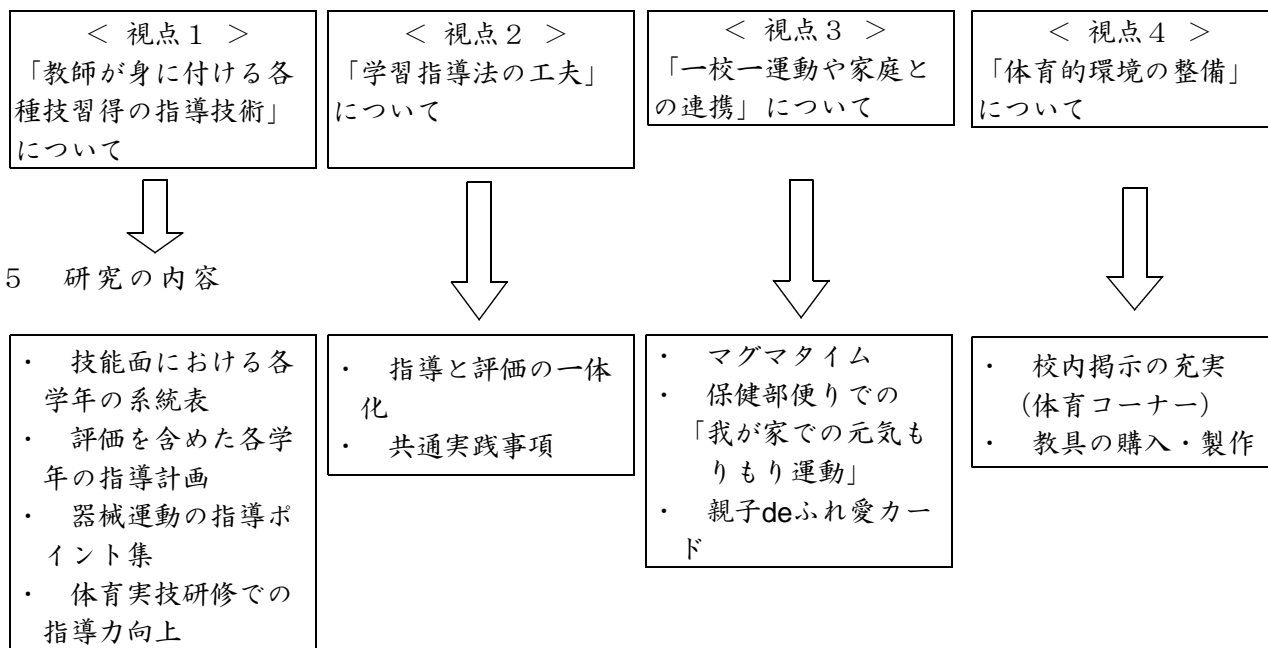 ＜ 視点１ ＞
「教師が身に付ける各
種技習得の指導技術」
について
＜ 視点２ ＞
「学習指導法の工夫」
について
＜ 視点３ ＞
「一校一運動や家庭と
の連携」について
＜ 視点４ ＞
「体育的環境の整備」
について
５　研究の内容
・　技能面における各
学年の系統表
・　評価を含めた各学
年の指導計画
・　器械運動の指導ポ
イント集
・　体育実技研修での
指導力向上
・　指導と評価の一体
化
・　共通実践事項
・　マグマタイム
・　保健部便りでの
「我が家での元気も
りもり運動」
・　親子deふれ愛カー
ド
・　校内掲示の充実
（体育コーナー）
・　教具の購入・製作